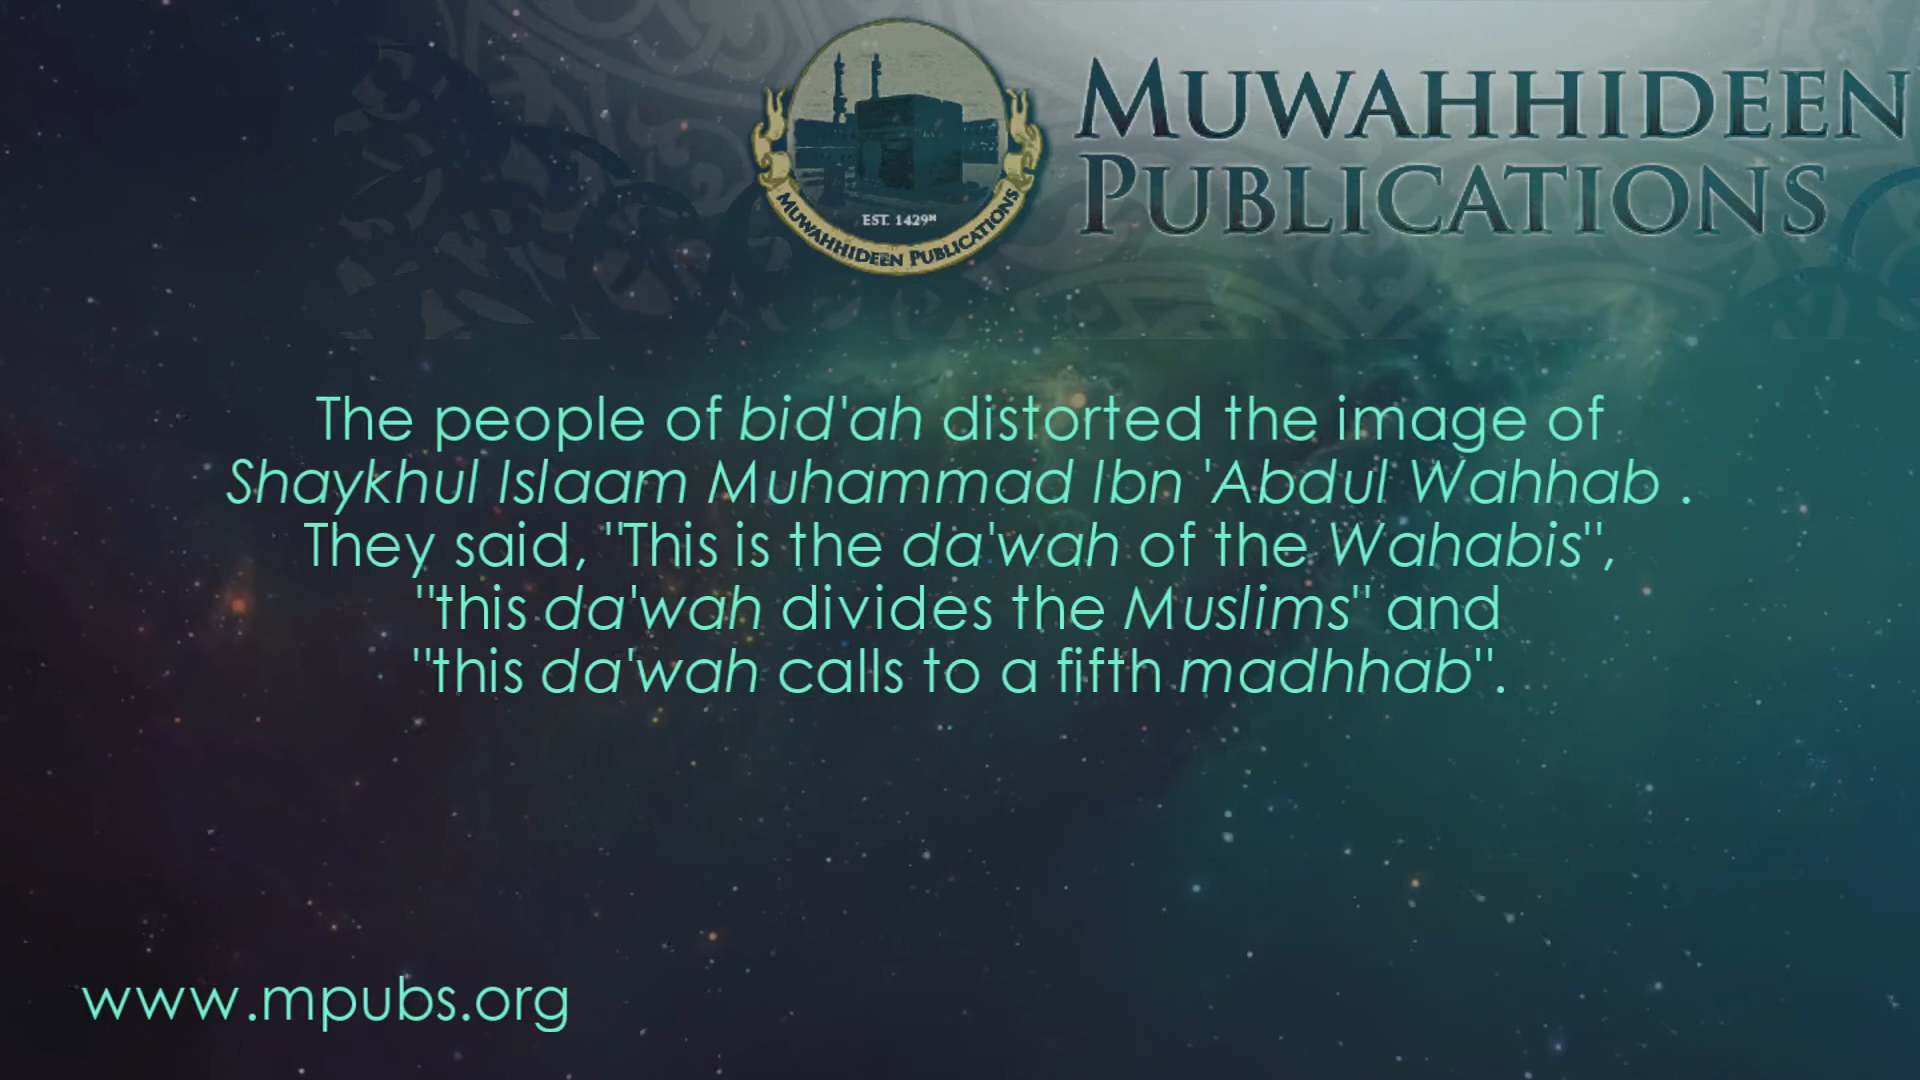 MUWAHHIDEEN
PUBLICATIONS
EST. 1429H
MUWAHHIDEEN PUBLICATIONS
The people of bid'ah distorted the image of
Shaykhul Islaam Muhammad Ibn 'Abdul Wahhab .
They said, "This is the da'wah of the Wahabis",
"this da'wah divides the Muslims" and
"this da'wah calls to a fifth madhhab".
www.mpubs.org